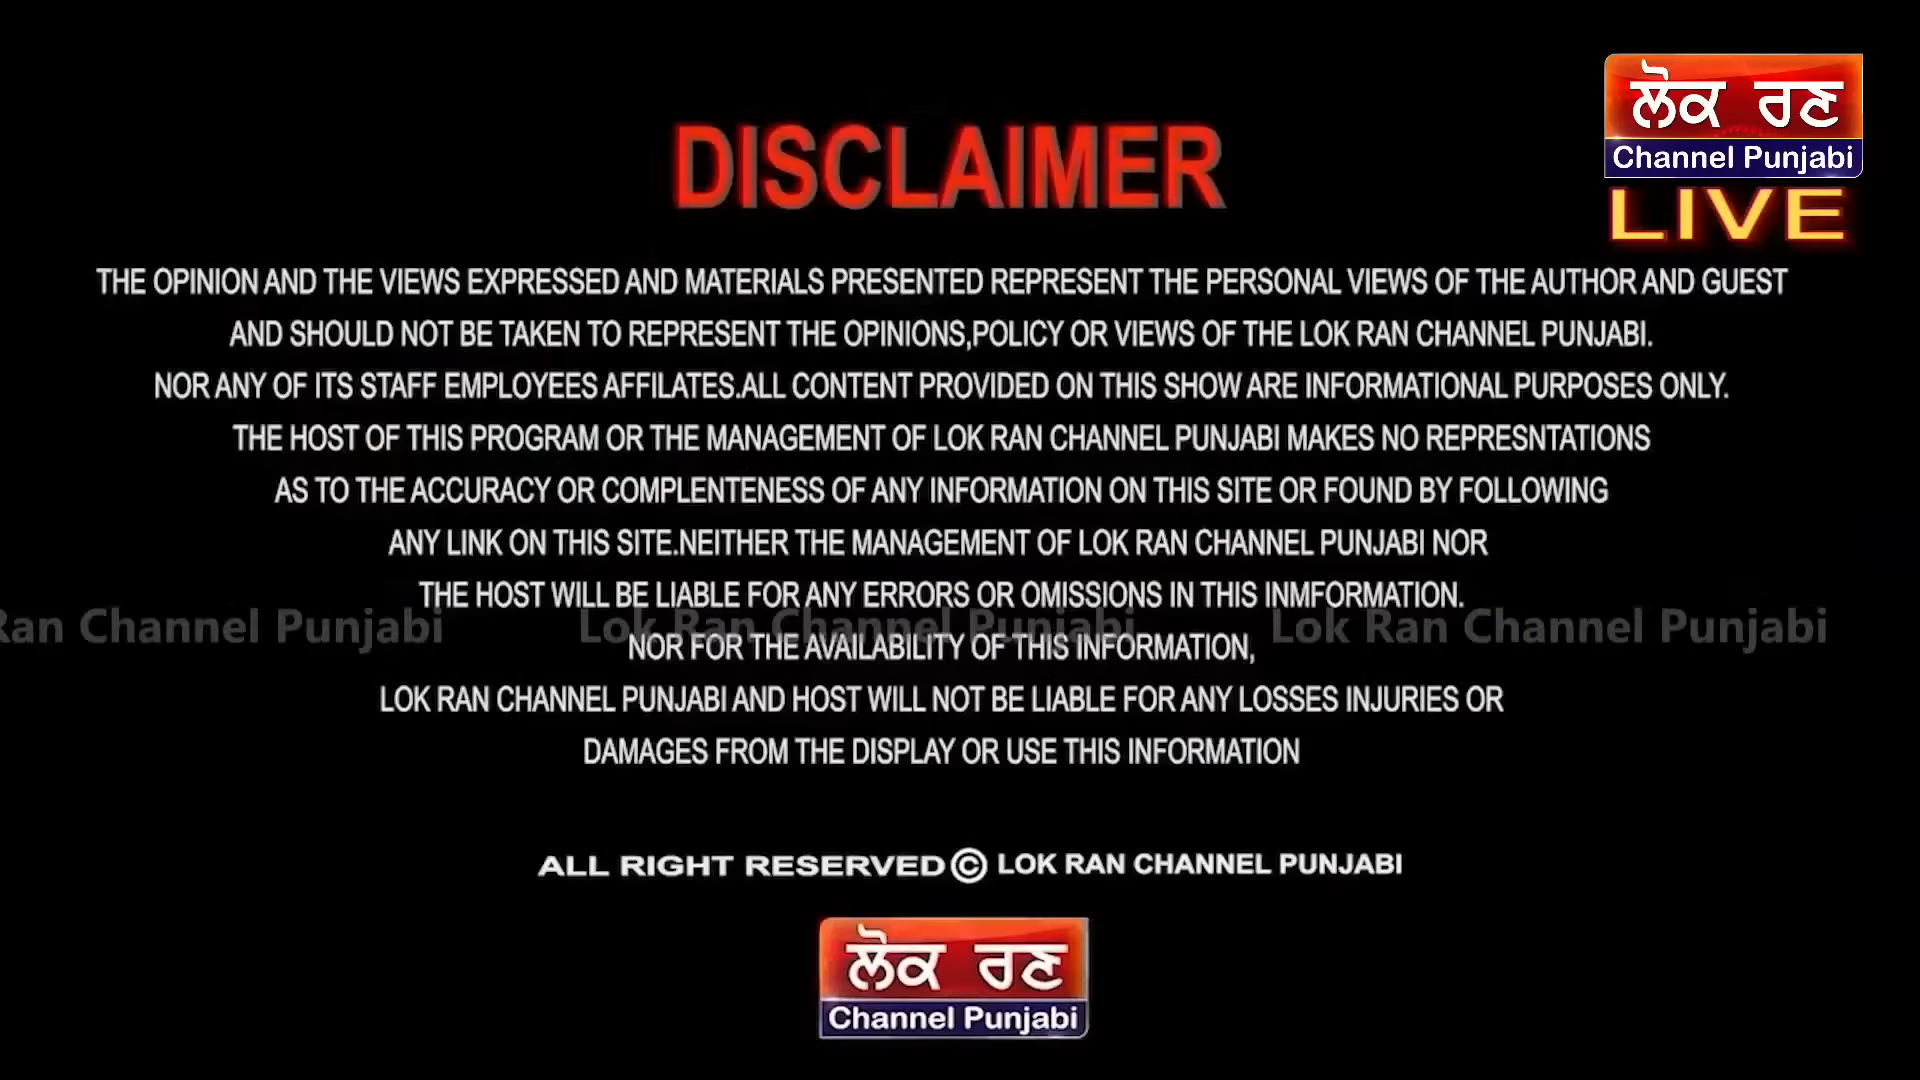 ਲੋਕ ਰਣ
Channel Punjabi
LIVE
DISCLAIMER
THE OPINION AND THE VIEWS EXPRESSED AND MATERIALS PRESENTED REPRESENT THE PERSONAL VIEWS OF THE AUTHOR AND GUEST
AND SHOULD NOT BE TAKEN TO REPRESENT THE OPINIONS,POLICY OR VIEWS OF THE LOK RAN CHANNEL PUNJABI.
NOR ANY OF ITS STAFF EMPLOYEES AFFILATES.ALL CONTENT PROVIDED ON THIS SHOW ARE INFORMATIONAL PURPOSES ONLY.
THE HOST OF THIS PROGRAM OR THE MANAGEMENT OF LOK RAN CHANNEL PUNJABI MAKES NO REPRESNTATIONS
AS TO THE ACCURACY OR COMPLENTENESS OF ANY INFORMATION ON THIS SITE OR FOUND BY FOLLOWING
ANY LINK ON THIS SITE.NEITHER THE MANAGEMENT OF LOK RAN CHANNEL PUNJABI NOR
THE HOST WILL BE LIABLE FOR ANY ERRORS OR OMISSIONS IN THIS INMFORMATION.
Ran Channel Punjabi Lok Ran Channel Punjabi Lok Ran Channel Punjabi
NOR FOR THE AVAILABILITY OF THIS INFORMATION,
LOK RAN CHANNEL PUNJABI AND HOST WILL NOT BE LIABLE FOR ANY LOSSES INJURIES OR
DAMAGES FROM THE DISPLAY OR USE THIS INFORMATION
ALL RIGHT RESERVED © LOK RAN CHANNEL PUNJABI
ਲੋਕ ਰਣ
Channel Punjabi